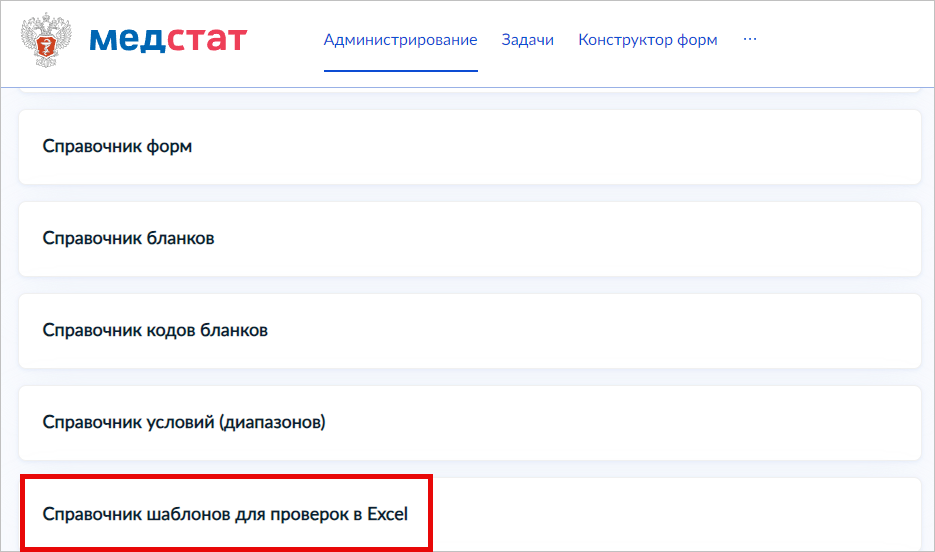 медстат
Администрирование Задачи Конструктор форм ...
Справочник форм
Справочник бланков
Справочник кодов бланков
Справочник условий (диапазонов)
Справочник шаблонов для проверок в Excel